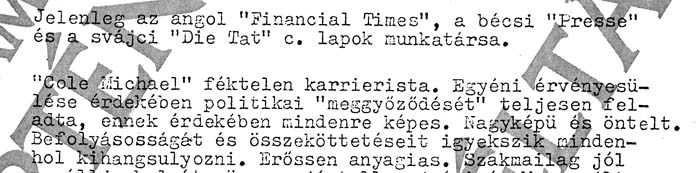 Jelenleg az angol "Financial Times", a bécsi "Presse"
és a svájci "Die Tat" c. lapok munkatársa.
"Cole Michael" féktelen karrierista. Egyéni érvényesü-
lése érdekében politikai "meggyőződését" teljesen fel-
adta, ennek érdekében mindenre képes. Nagyképü és öntelt.
Befolyásosságát és összeköttetéseit igyekszik minden-
hol kihangsulyozni. Erőssen anyagias. Szakmailag jól